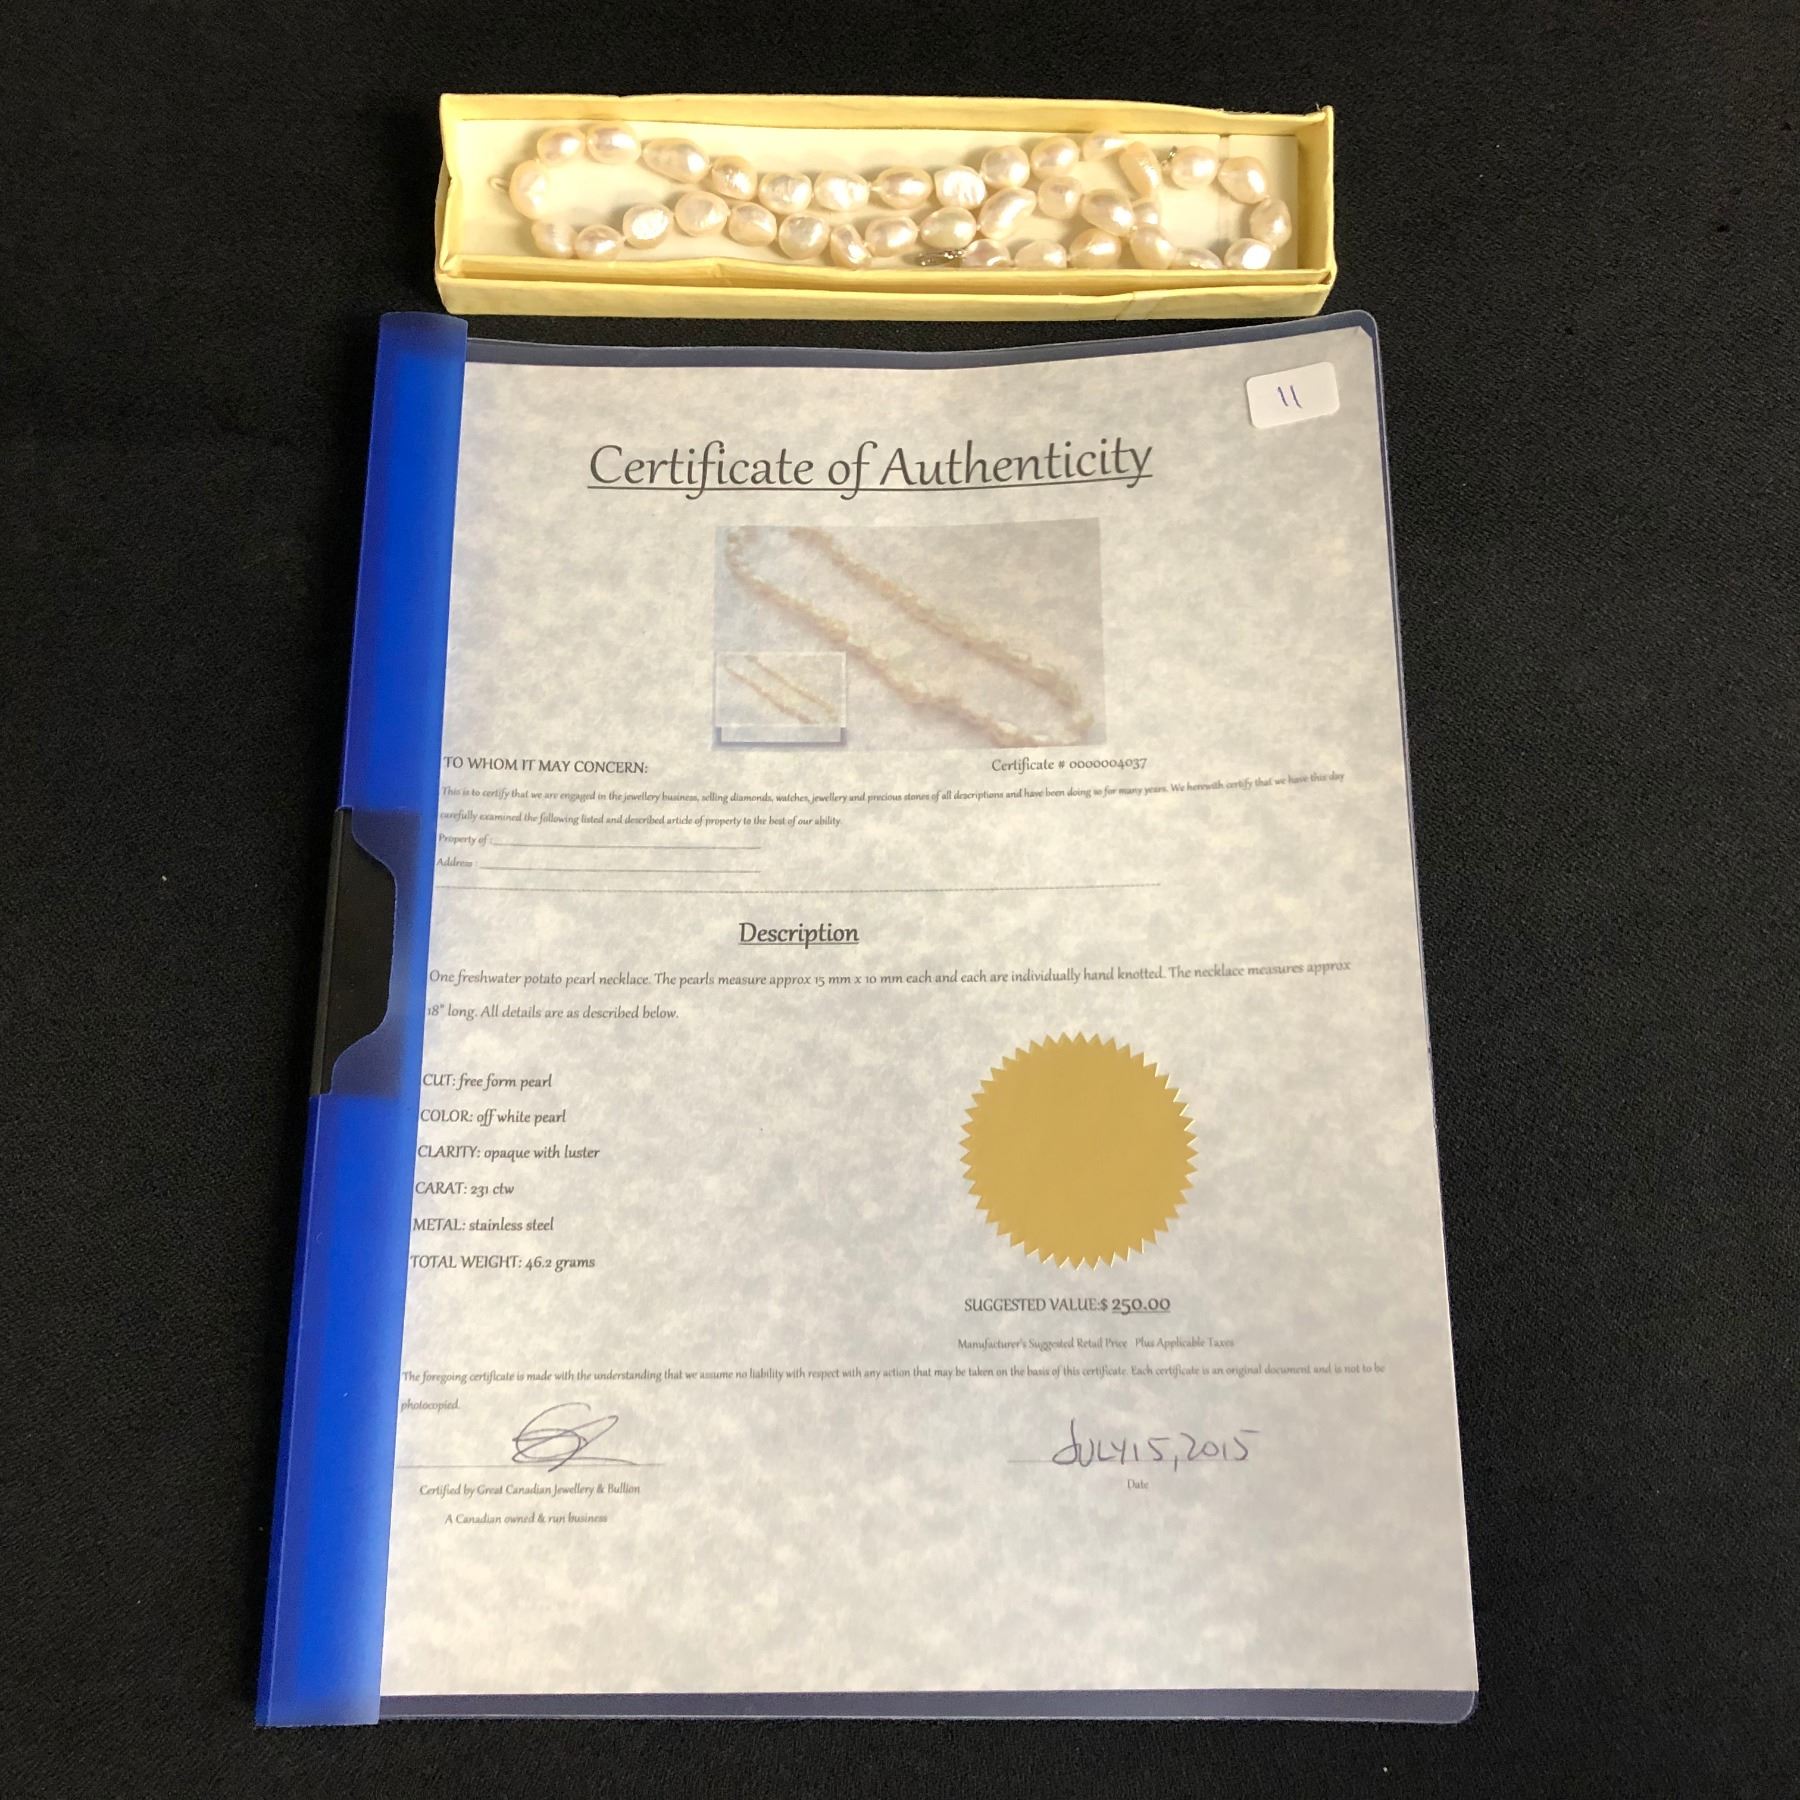 11
Certificate of Authenticity
TO WHOM IT MAY CONCERN:
Certificate # 0000004037
This is to certify that we are engaged in the jewellery business, selling diamonds, watches, jewellery and precious stones of all descriptions and have been doing so for many years. We herewith certify that we have this day
carefully examined the following listed and described article of property to the best of our ability.
Property of :
Address :
Description
One freshwater potato pearl necklace. The pearls measure approx 15 mm x 10 mm each and each are individually hand knotted. The necklace measures approx
18" long. All details are as described below.
CUT: free form pearl
COLOR: off white pearl
CLARITY: opaque with luster
CARAT: 231 ctw
METAL: stainless steel
TOTAL WEIGHT: 46.2 grams
SUGGESTED VALUE:$ 250.00
Manufacturer's Suggested Retail Price Plus Applicable Taxes
The foregoing certificate is made with the understanding that we assume no liability with respect with any action that may be taken on the basis of this certificate. Each certificate is an original document and is not to be
photocopied.
JULY 15, 2015
Date
Certified by Great Canadian Jewellery & Bullion
A Canadian owned & run business